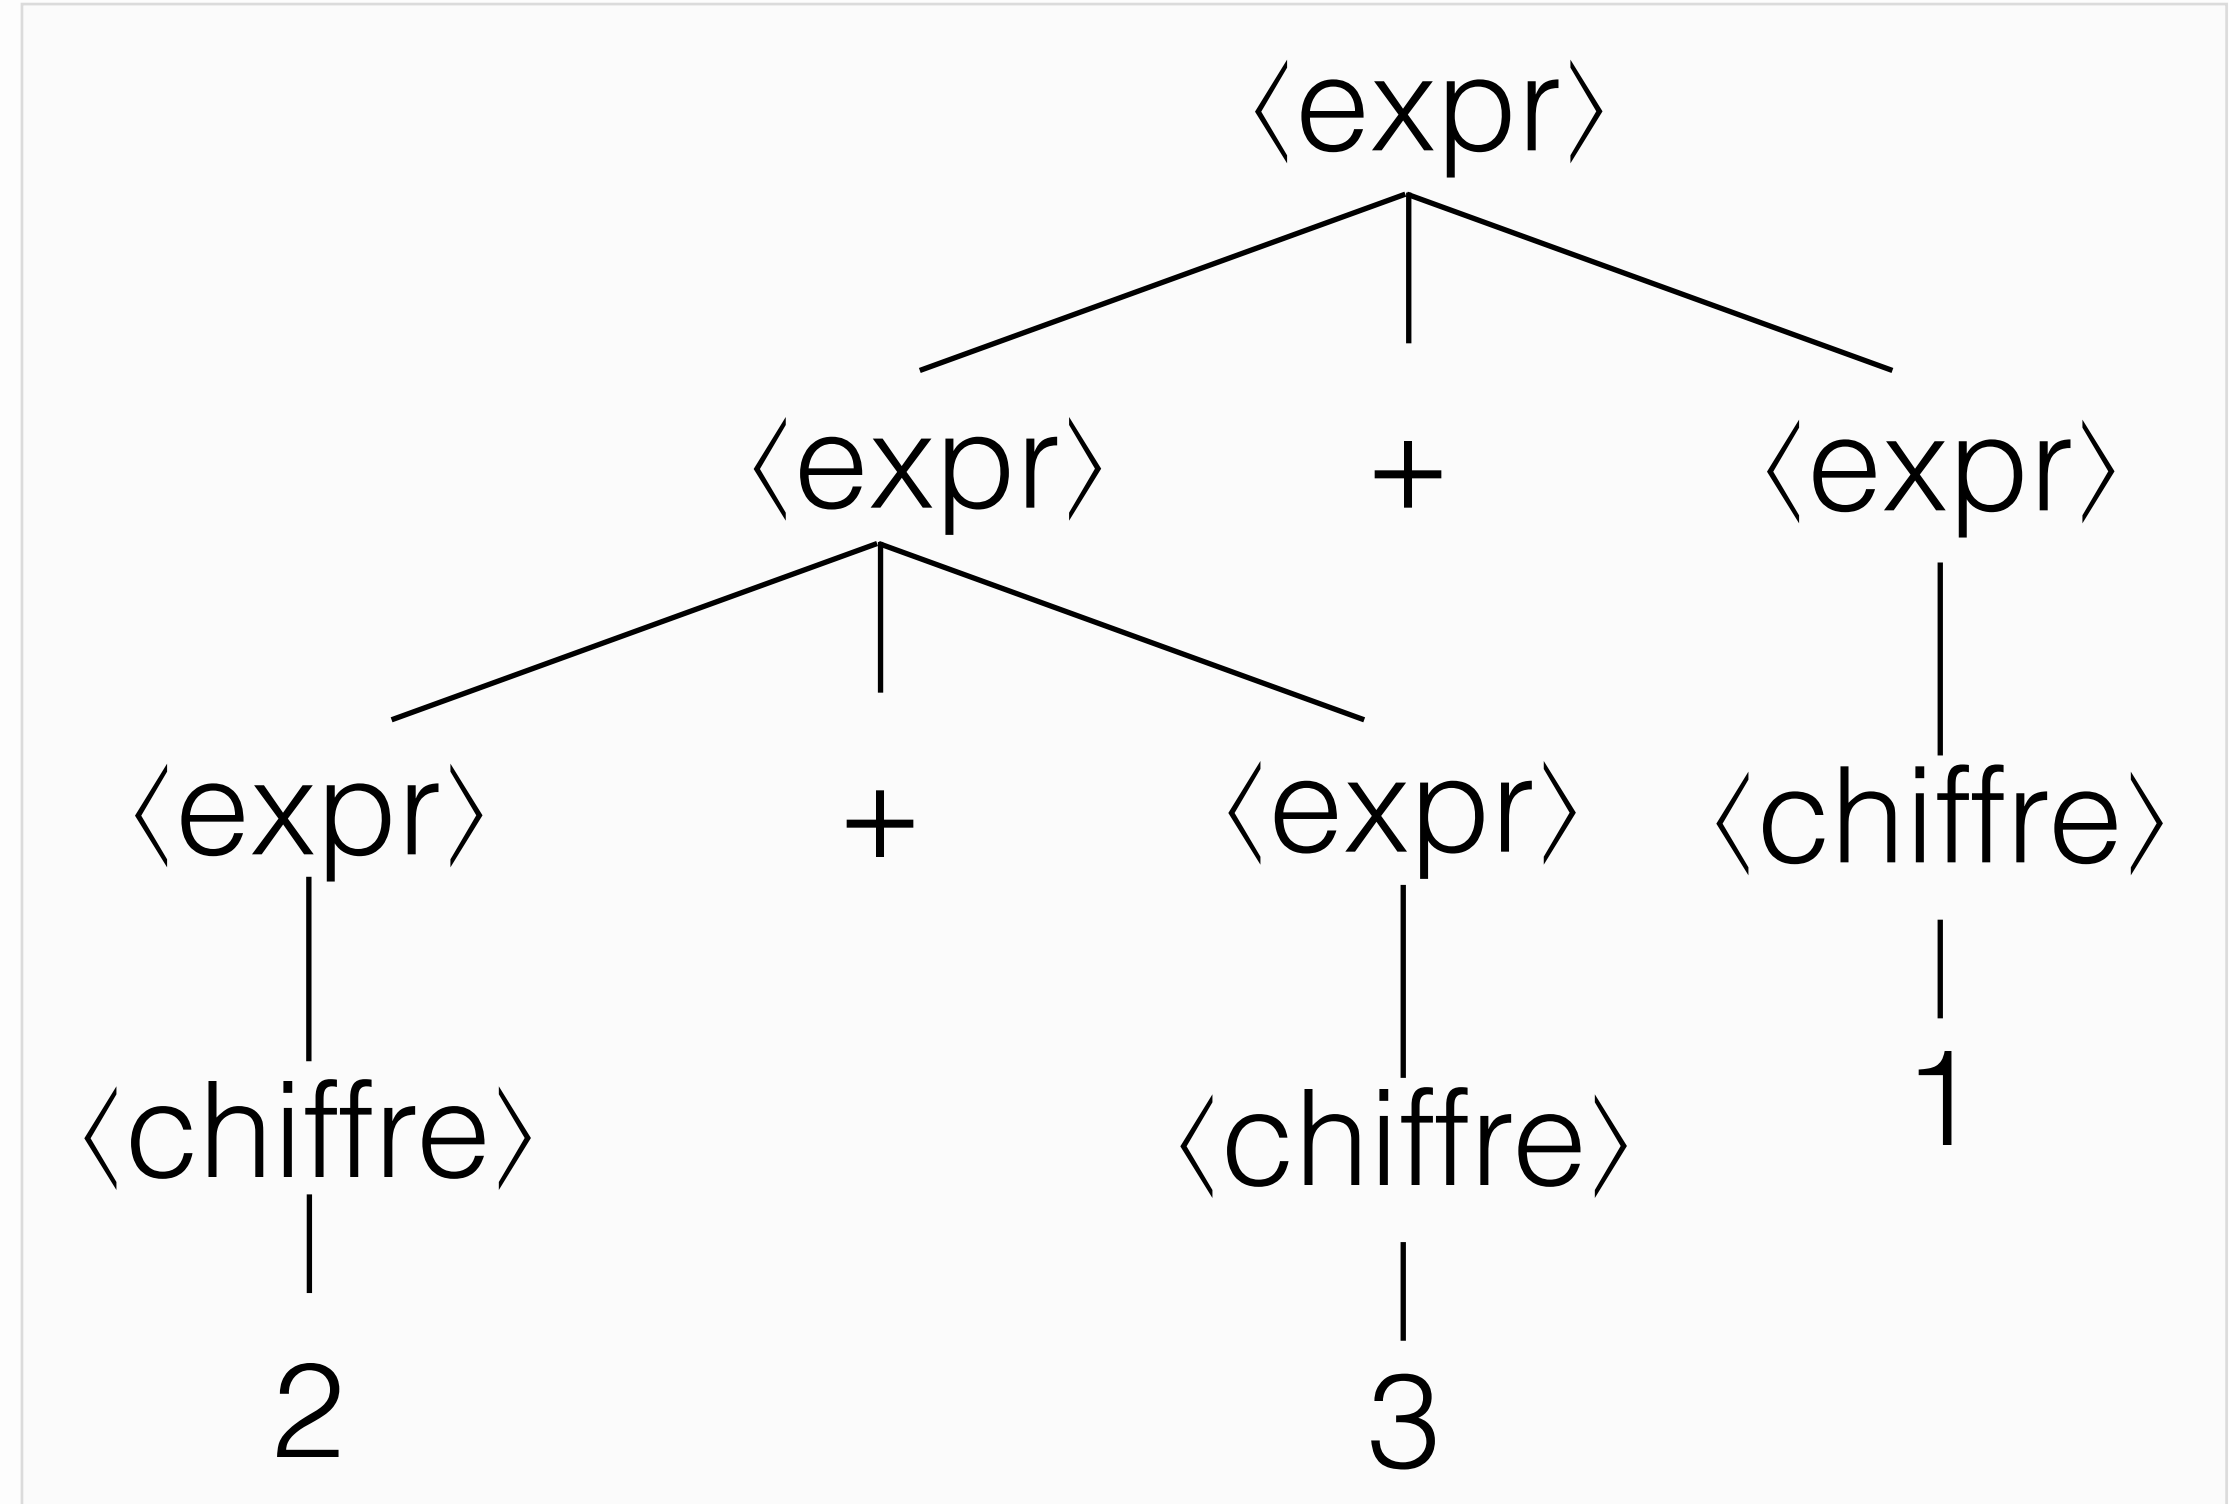 ⟨expr⟩
⟨expr⟩ + ⟨expr⟩
⟨expr⟩ + ⟨expr⟩ ⟨chiffre⟩
⟨chiffre⟩ ⟨chiffre⟩ 1
2 3